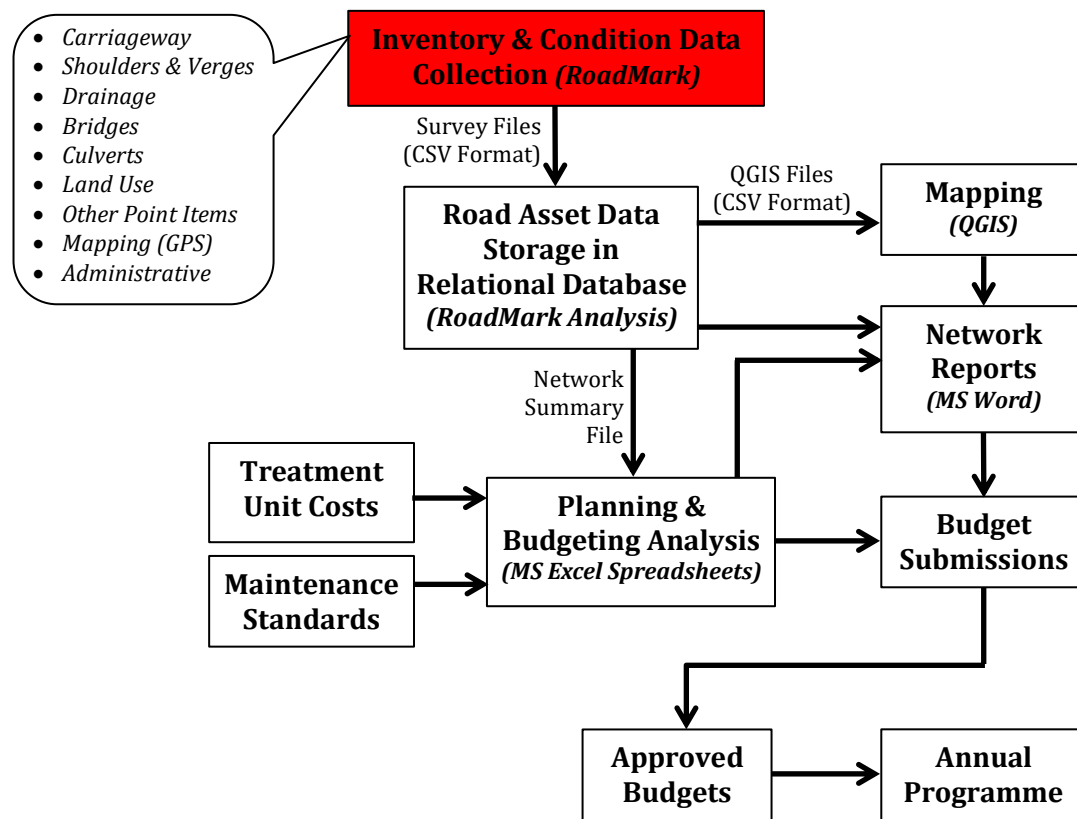 • Carriageway
• Shoulders & Verges
• Drainage
• Bridges
• Culverts
• Land Use
• Other Point Items
• Mapping (GPS)
• Administrative
Inventory & Condition Data
Collection (RoadMark)
Survey Files
(CSV Format)
Road Asset Data
Storage in
Relational Database
(RoadMark Analysis)
QGIS Files
(CSV Format)
Mapping
(QGIS)
Network
Reports
(MS Word)
Network
Summary
File
Treatment
Unit Costs
Maintenance
Standards
Planning &
Budgeting Analysis
(MS Excel Spreadsheets)
Budget
Submissions
Approved
Budgets
Annual
Programme